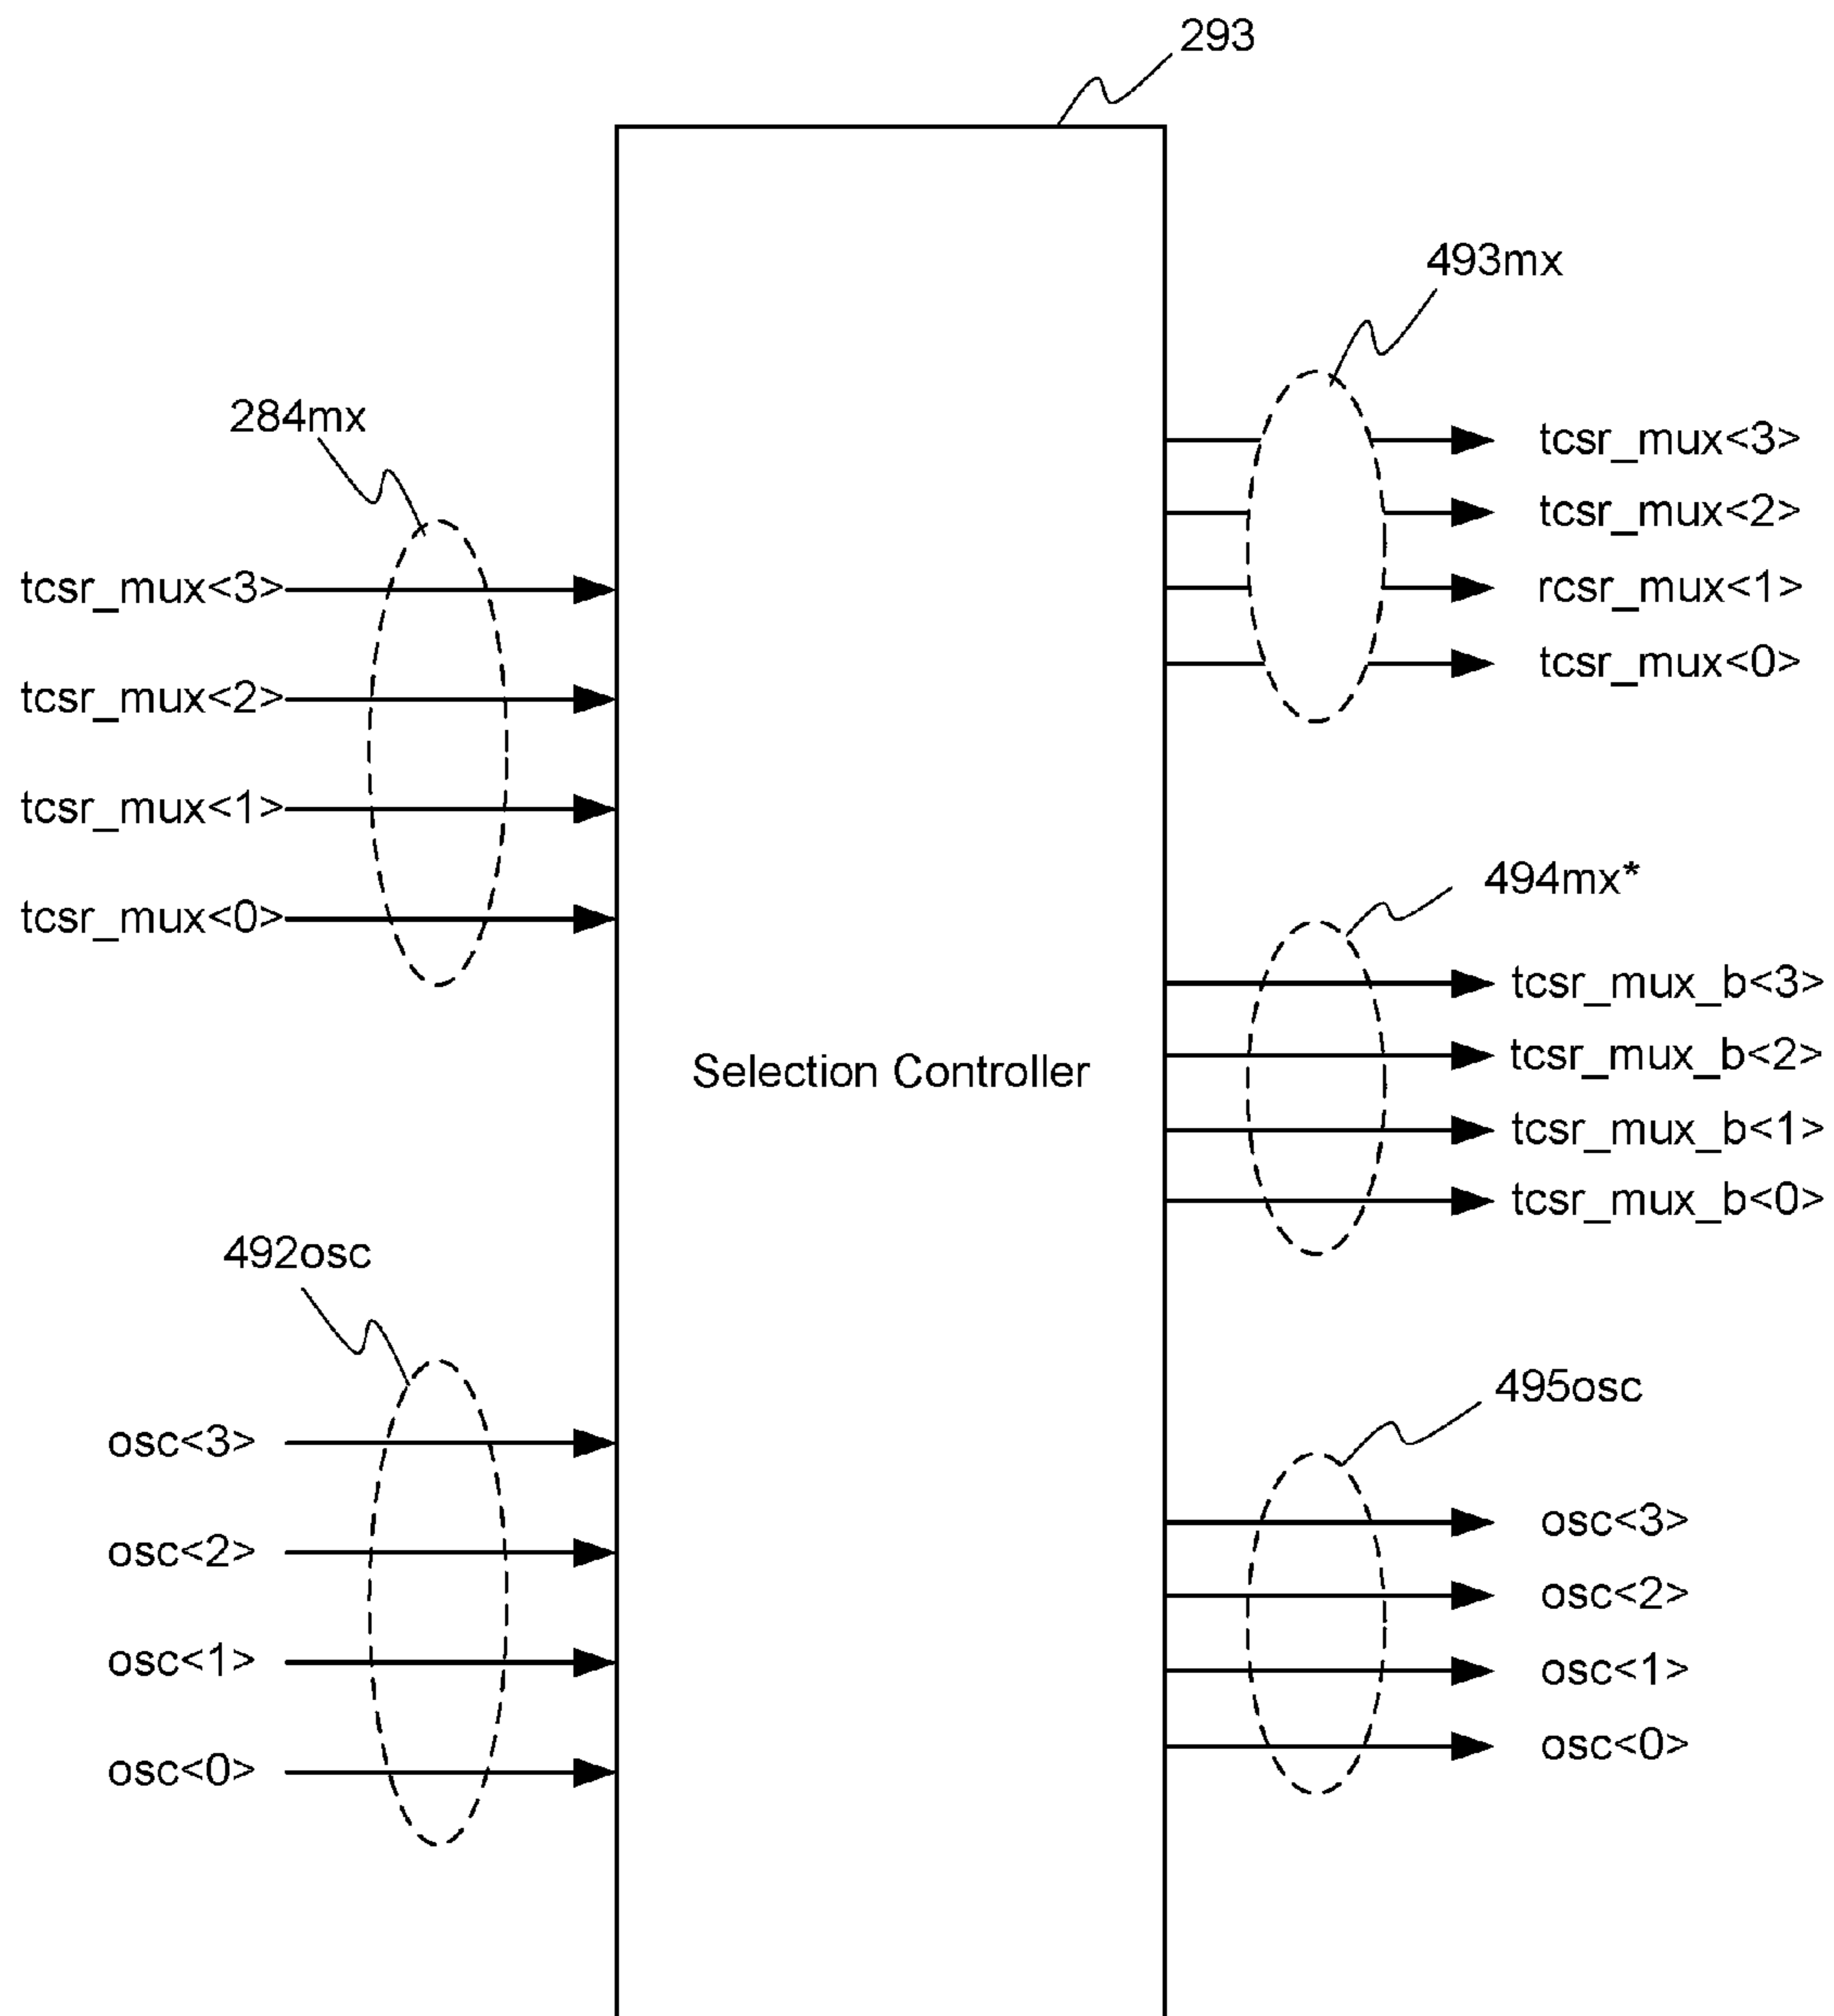 293
493mx
284mx
tcsr_mux<3>
tcsr_mux<2>
rcsr_mux<1>
tcsr_mux<0>
tcsr_mux<3>
tcsr_mux<2>
tcsr_mux<1>
tcsr_mux<0>
494mx*
tcsr_mux_b<3>
tcsr_mux_b<2>
tcsr_mux_b<1>
tcsr_mux_b<0>
Selection Controller
492osc
495osc
osc<3>
osc<2>
osc<1>
osc<0>
osc<3>
osc<2>
osc<1>
osc<0>